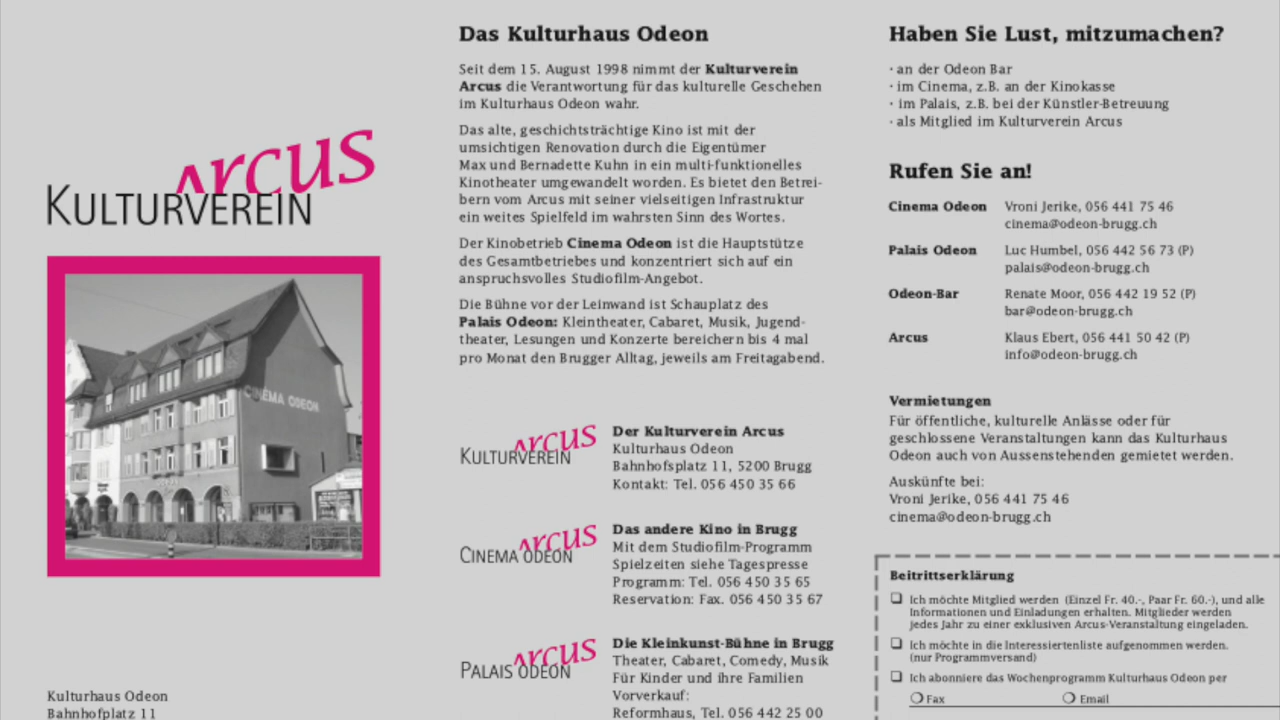 arcus
KULTURVEREIN
CINEMA ODEON
Kulturhaus Odeon
Bahnhofplatz 11
Das Kulturhaus Odeon
Seit dem 15. August 1998 nimmt der Kulturverein
Arcus die Verantwortung für das kulturelle Geschehen
im Kulturhaus Odeon wahr.
Das alte, geschichtsträchtige Kino ist mit der
umsichtigen Renovation durch die Eigentümer
Max und Bernadette Kuhn in ein multi-funktionelles
Kinotheater umgewandelt worden. Es bietet den Betrei-
bern vom Arcus mit seiner vielseitigen Infrastruktur
ein weites Spielfeld im wahrsten Sinn des Wortes.
Der Kinobetrieb Cinema Odeon ist die Hauptstütze
des Gesamtbetriebes und konzentriert sich auf ein
anspruchsvolles Studiofilm-Angebot.
Die Bühne vor der Leinwand ist Schauplatz des
Palais Odeon: Kleintheater, Cabaret, Musik, Jugend-
theater, Lesungen und Konzerte bereichern bis 4 mal
pro Monat den Brugger Alltag, jeweils am Freitagabend.
arcus
KULTURVEREIN
Der Kulturverein Arcus
Kulturhaus Odeon
Bahnhofsplatz 11, 5200 Brugg
Kontakt: Tel. 056 450 35 66
arcus
CINEMA ODEON
Das andere Kino in Brugg
Mit dem Studiofilm-Programm
Spielzeiten siehe Tagespresse
Programm: Tel. 056 450 35 65
Reservation: Fax. 056 450 35 67
arcus
PALAIS ODEON
Die Kleinkunst-Bühne in Brugg
Theater, Cabaret, Comedy, Musik
Für Kinder und ihre Familien
Vorverkauf:
Reformhaus, Tel. 056 442 25 00
Haben Sie Lust, mitzumachen?
· an der Odeon Bar
· im Cinema, z.B. an der Kinokasse
· im Palais, z.B. bei der Künstler-Betreuung
· als Mitglied im Kulturverein Arcus
Rufen Sie an!
Cinema Odeon Vroni Jerike, 056 441 75 46
cinema@odeon-brugg.ch
Palais Odeon Luc Humbel, 056 442 56 73 (P)
palais@odeon-brugg.ch
Odeon-Bar Renate Moor, 056 442 19 52 (P)
bar@odeon-brugg.ch
Arcus Klaus Ebert, 056 441 50 42 (P)
info@odeon-brugg.ch
Vermietungen
Für öffentliche, kulturelle Anlässe oder für
geschlossene Veranstaltungen kann das Kulturhaus
Odeon auch von Aussenstehenden gemietet werden.
Auskünfte bei:
Vroni Jerike, 056 441 75 46
cinema@odeon-brugg.ch
Beitrittserklärung
❑ Ich möchte Mitglied werden (Einzel Fr. 40.-, Paar Fr. 60.-), und alle
Informationen und Einladungen erhalten. Mitglieder werden
jedes Jahr zu einer exklusiven Arcus-Veranstaltung eingeladen.
❑ Ich möchte in die Interessiertenliste aufgenommen werden.
(nur Programmversand)
❑ Ich abonniere das Wochenprogramm Kulturhaus Odeon per
❍ Fax ❍ Email